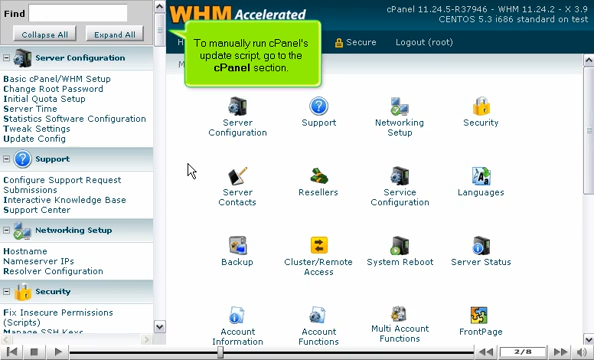 Find
Collapse All
Expand All
Server Configuration
Basic cPanel/WHM Setup
Change Root Password
Initial Quota Setup
Server Time
Statistics Software Configuration
Tweak Settings
Update Config
Support
Configure Support Request
Submissions
Interactive Knowledge Base
Support Center
Networking Setup
Hostname
Nameserver IPs
Resolver Configuration
Security
Fix Insecure Permissions
(Scripts)
Manage SSH Keys
WHM Accelerated
cPanel 11.24.5-R37946 - WHM 11.24.2 - X 3.9
CENTOS 5.3 i686 standard on test
Secure
Logout (root)
To manually run cPanel's
update script, go to the
cPanel section.
Server
Configuration
Support
Networking
Setup
Security
Server
Contacts
Resellers
Service
Configuration
Languages
Backup
Cluster/Remote
Access
System Reboot
Server Status
Account
Information
Account
Functions
Multi Account
Functions
FrontPage
2/8